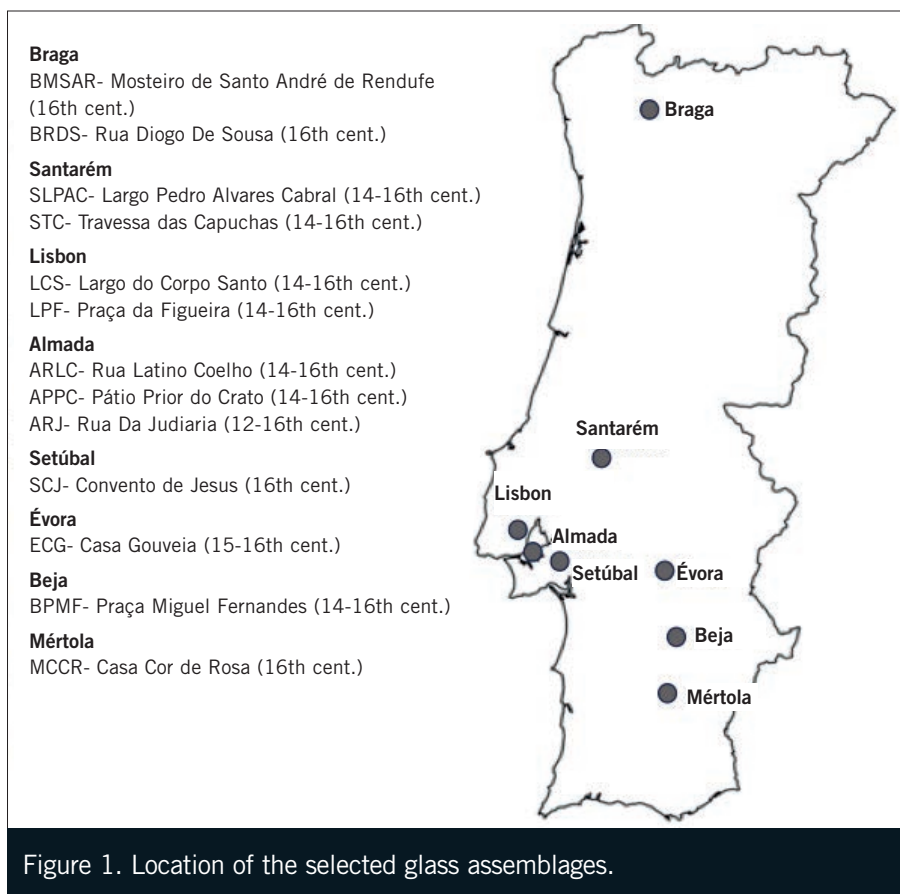 Braga
BMSAR- Mosteiro de Santo André de Rendufe
(16th cent.)
BRDS- Rua Diogo De Sousa (16th cent.)
Santarém
SLPAC- Largo Pedro Alvares Cabral (14-16th cent.)
STC- Travessa das Capuchas (14-16th cent.)
Lisbon
LCS- Largo do Corpo Santo (14-16th cent.)
LPF- Praça da Figueira (14-16th cent.)
Almada
ARLC- Rua Latino Coelho (14-16th cent.)
APPC- Pátio Prior do Crato (14-16th cent.)
ARJ- Rua Da Judiaria (12-16th cent.)
Setúbal
SCJ- Convento de Jesus (16th cent.)
Évora
ECG- Casa Gouveia (15-16th cent.)
Beja
BPMF- Praça Miguel Fernandes (14-16th cent.)
Mértola
MCCR- Casa Cor de Rosa (16th cent.)
Braga
Santarém
Lisbon
Almada
Setúbal
Évora
Beja
Mértola
Figure 1. Location of the selected glass assemblages.